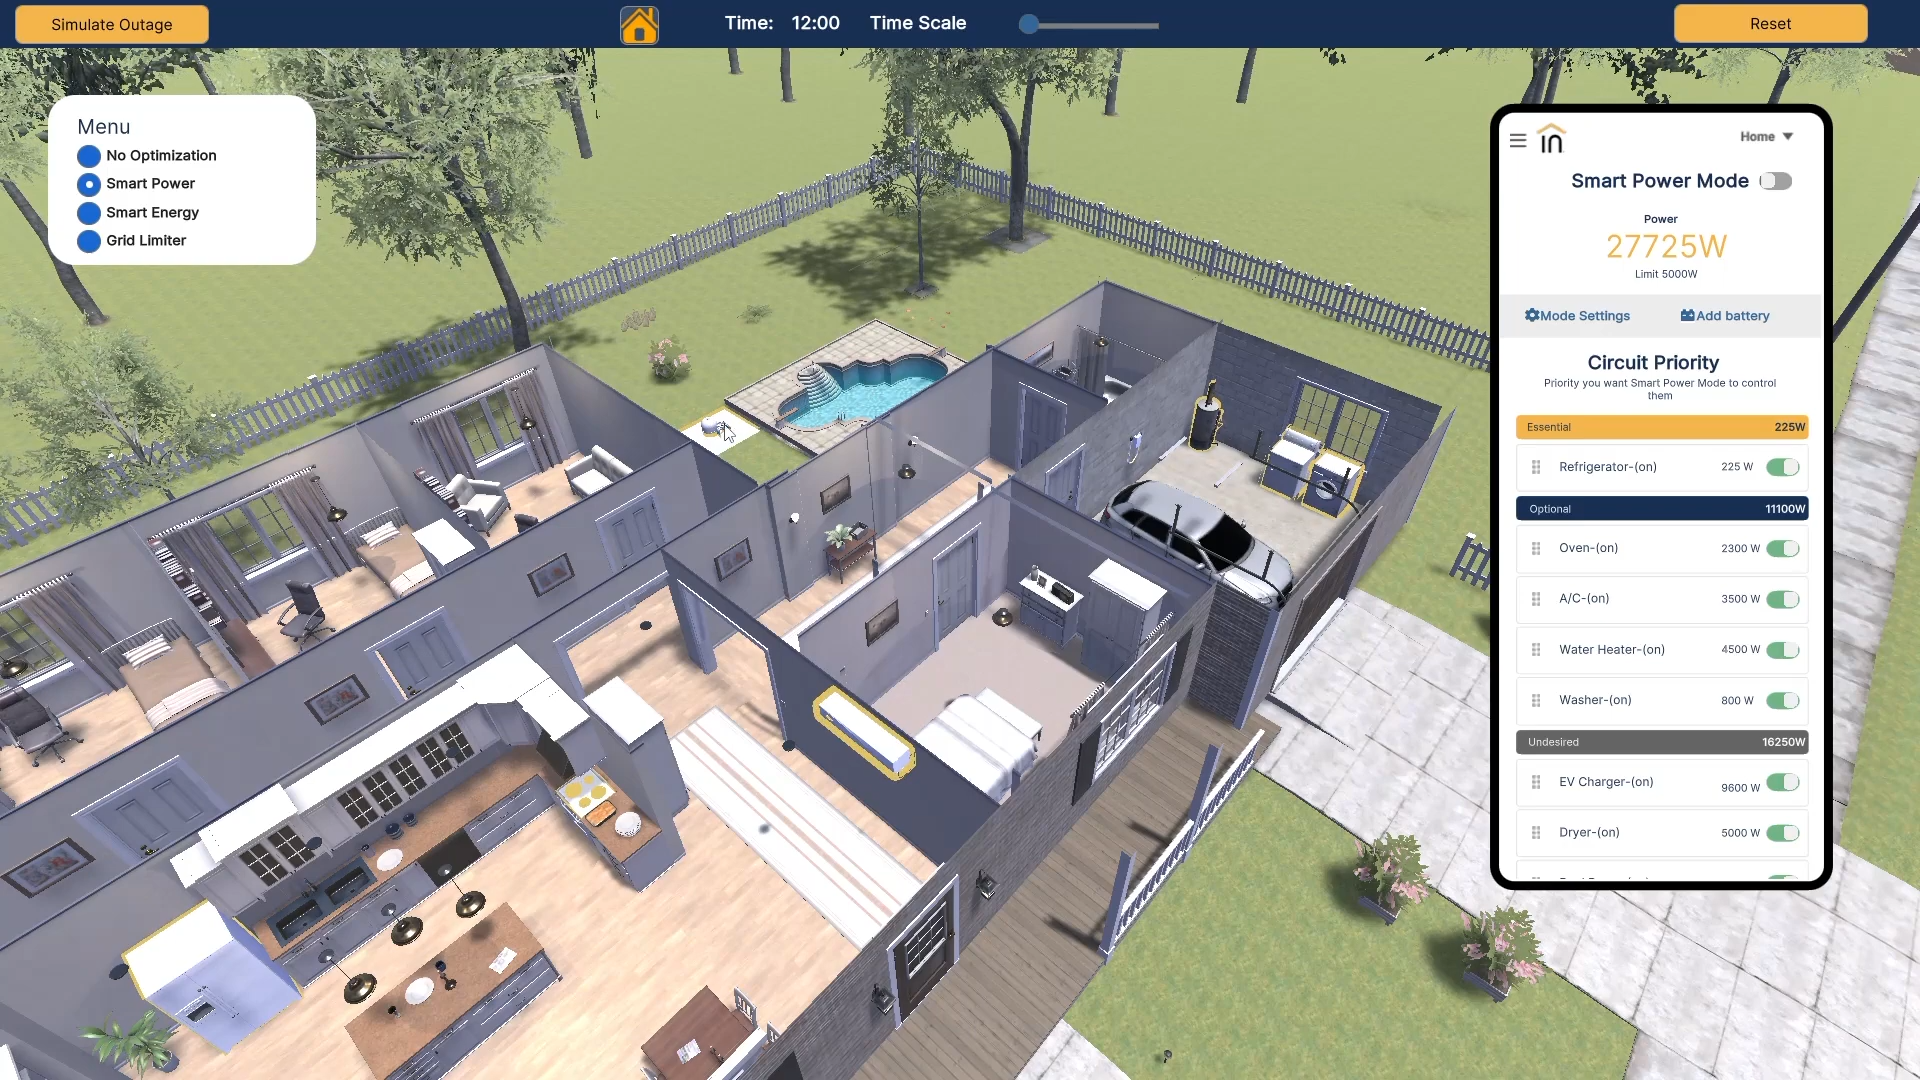 Simulate Outage
Time: 12:00 Time Scale
Reset
Menu
No Optimization
Smart Power
Smart Energy
Grid Limiter
in
Home
Smart Power Mode
Power
27725W
Limit 5000W
Mode Settings
Add battery
Circuit Priority
Priority you want Smart Power Mode to control
them
Essential 225W
Refrigerator-(on) 225 W
Optional 11100W
Oven-(on) 2300 W
A/C-(on) 3500 W
Water Heater-(on) 4500 W
Washer-(on) 800 W
Undesired 16250W
EV Charger-(on) 9600 W
Dryer-(on) 5000 W